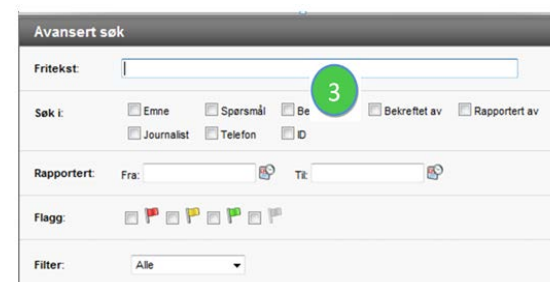 Avansert søk
Fritekst:
3
Søk i: Emne Spørsmål Bekreftet av Rapportert av
Journalist Telefon ID
Rapportert: Fra: Til:
Flagg:
Filter: Alle